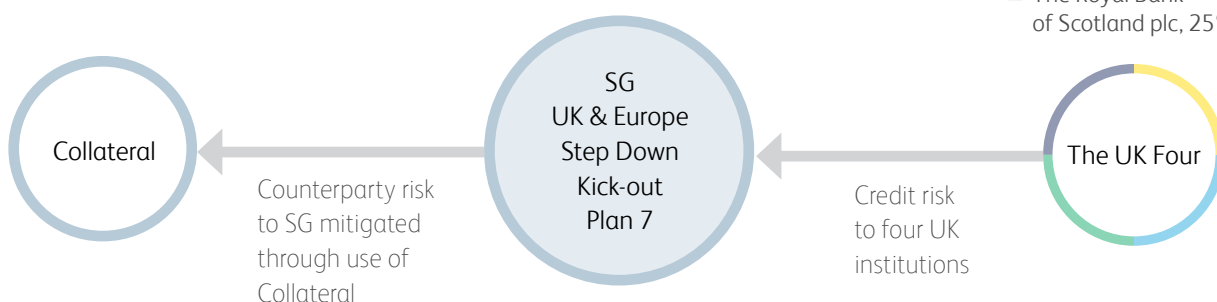 of Scotland plc, 25
Collateral
SG
UK & Europe
Step Down
Kick-out
Plan 7
The UK Four
Counterparty risk
to SG mitigated
through use of
Collateral
Credit risk
to four UK
institutions